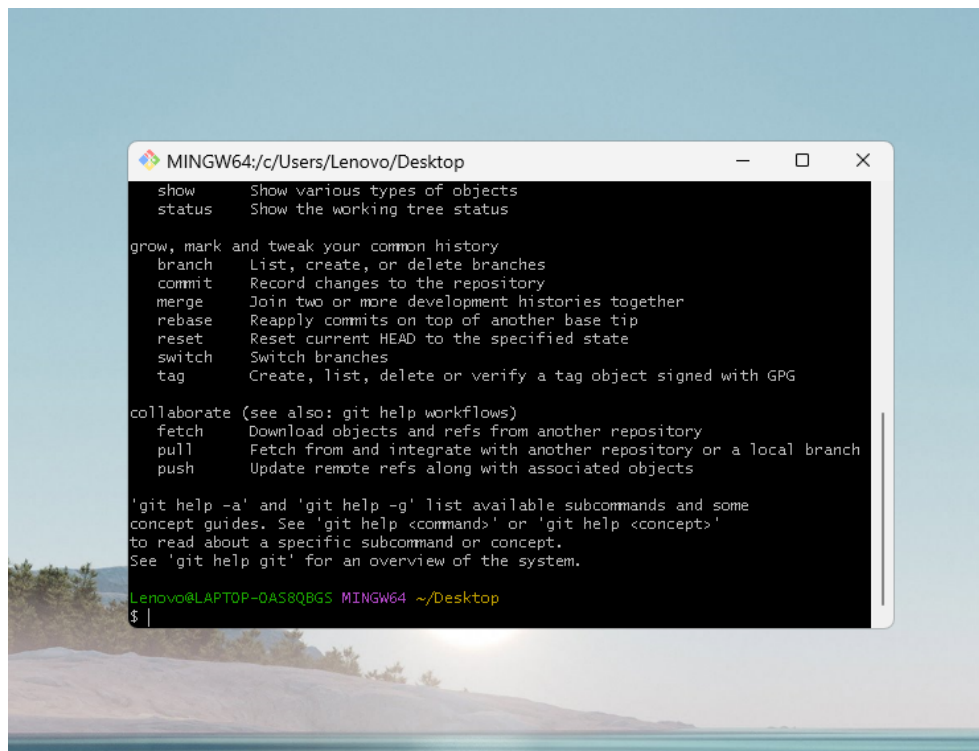 MINGW64:/c/Users/Lenovo/Desktop
show Show various types of objects
status Show the working tree status
grow, mark and tweak your common history
branch List, create, or delete branches
commit Record changes to the repository
merge Join two or more development histories together
rebase Reapply commits on top of another base tip
reset Reset current HEAD to the specified state
switch Switch branches
tag Create, list, delete or verify a tag object signed with GPG
collaborate (see also: git help workflows)
fetch Download objects and refs from another repository
pull Fetch from and integrate with another repository or a local branch
push Update remote refs along with associated objects
'git help -a' and 'git help -g' list available subcommands and some
concept guides. See 'git help <command>' or 'git help <concept>'
to read about a specific subcommand or concept.
See 'git help git' for an overview of the system.
Lenovo@LAPTOP-OAS8QBGS MINGW64 ~/Desktop
$